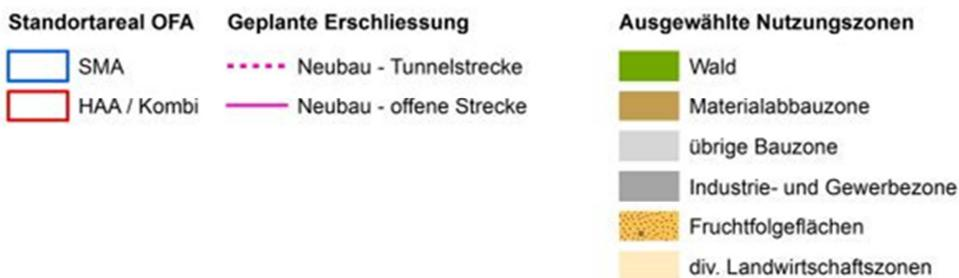 Standortareal OFA
SMA
HAA / Kombi
Geplante Erschliessung
Neubau - Tunnelstrecke
Neubau - offene Strecke
Ausgewählte Nutzungszonen
Wald
Materialabbauzone
übrige Bauzone
Industrie- und Gewerbezone
Fruchtfolgeflächen
div. Landwirtschaftszonen